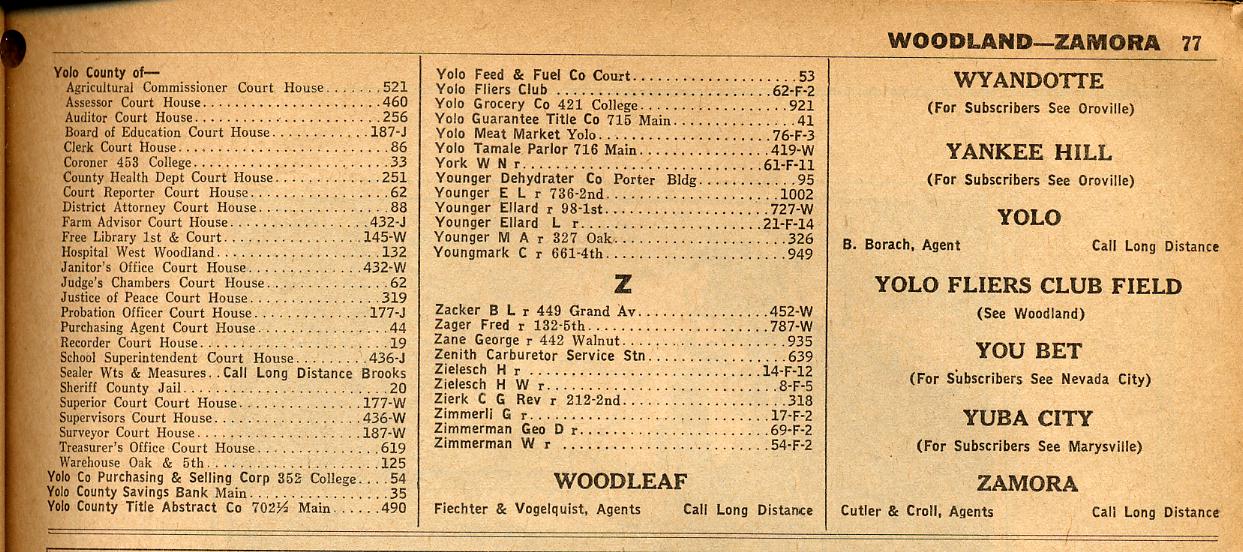 WOODLAND—ZAMORA 77
Yolo County of—
Agricultural Commissioner Court House......521
Assessor Court House....................460
Auditor Court House.....................256
Board of Education Court House............187-J
Clerk Court House..........................86
Coroner 453 College........................33
County Health Dept Court House............251
Court Reporter Court House.................62
District Attorney Court House................88
Farm Advisor Court House...............432-J
Free Library 1st & Court.................145-W
Hospital West Woodland...................132
Janitor's Office Court House.............432-W
Judge's Chambers Court House...............62
Justice of Peace Court House..............319
Probation Officer Court House.............177-J
Purchasing Agent Court House..............44
Recorder Court House......................19
School Superintendent Court House........436-J
Sealer Wts & Measures..Call Long Distance Brooks
Sheriff County Jail........................20
Superior Court Court House..............177-W
Supervisors Court House.................436-W
Surveyor Court House...................187-W
Treasurer's Office Court House.............619
Warehouse Oak & 5th.....................125
Yolo Co Purchasing & Selling Corp 352 College....54
Yolo County Savings Bank Main.................35
Yolo County Title Abstract Co 702½ Main......490
Yolo Feed & Fuel Co Court....................53
Yolo Fliers Club...........................62-F-2
Yolo Grocery Co 421 College..................921
Yolo Guarantee Title Co 715 Main..............41
Yolo Meat Market Yolo.....................76-F-3
Yolo Tamale Parlor 716 Main..............419-W
York W N r...............................61-F-11
Younger Dehydrater Co Porter Bldg...........95
Younger E L r 736-2nd.....................1002
Younger Ellard r 98-1st...................727-W
Younger Ellard L r.......................21-F-14
Younger M A r 327 Oak.....................326
Youngmark C r 661-4th......................949
Z
Zacker B L r 449 Grand Av................452-W
Zager Fred r 132-5th.....................787-W
Zane George r 442 Walnut...................935
Zenith Carburetor Service Stn................639
Zielesch H r............................14-F-12
Zielesch H W r...........................8-F-5
Zierk C G Rev r 212-2nd....................318
Zimmerli G r............................17-F-2
Zimmerman Geo D r......................69-F-2
Zimmerman W r.........................54-F-2
WOODLEAF
Fiechter & Vogelquist, Agents Call Long Distance
WYANDOTTE
(For Subscribers See Oroville)
YANKEE HILL
(For Subscribers See Oroville)
YOLO
B. Borach, Agent Call Long Distance
YOLO FLIERS CLUB FIELD
(See Woodland)
YOU BET
(For Subscribers See Nevada City)
YUBA CITY
(For Subscribers See Marysville)
ZAMORA
Cutler & Croll, Agents Call Long Distance